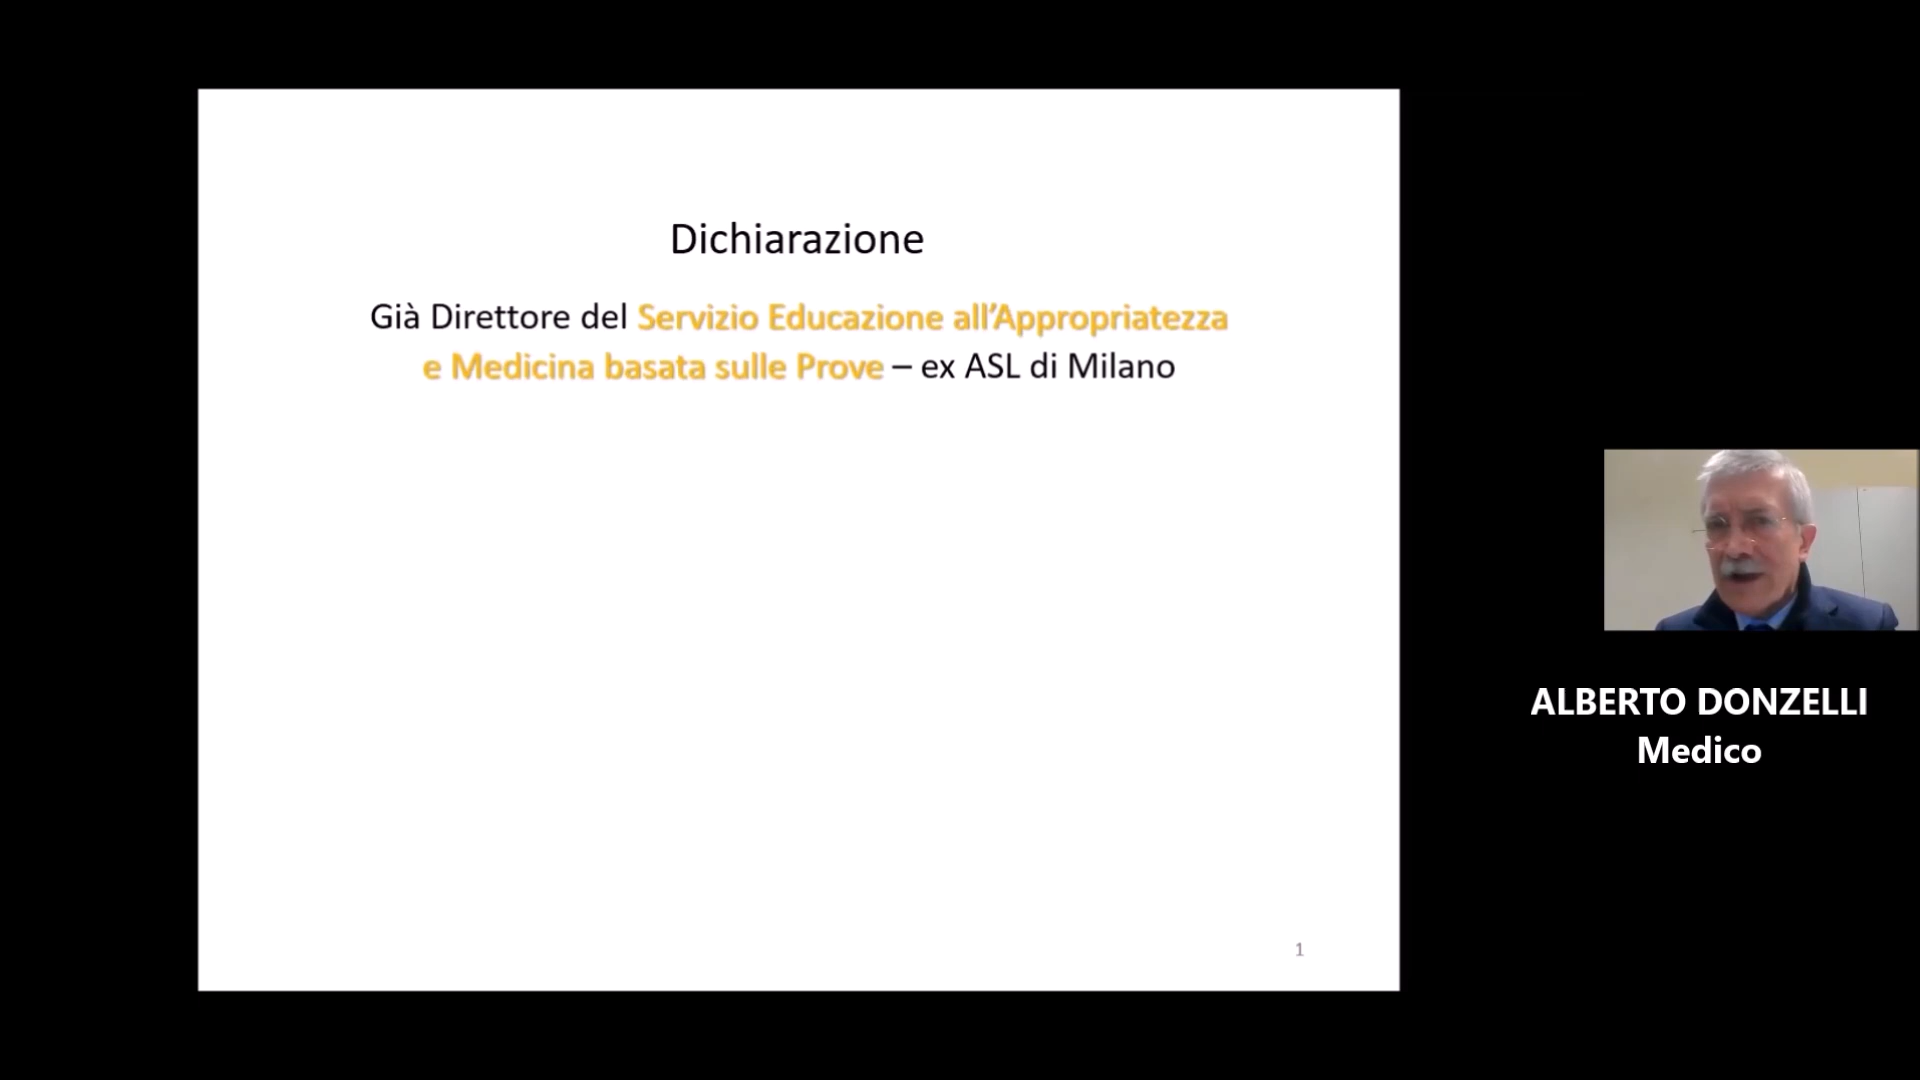 Dichiarazione
Già Direttore del Servizio Educazione all’Appropriatezza
e Medicina basata sulle Prove – ex ASL di Milano
1
ALBERTO DONZELLI
Medico